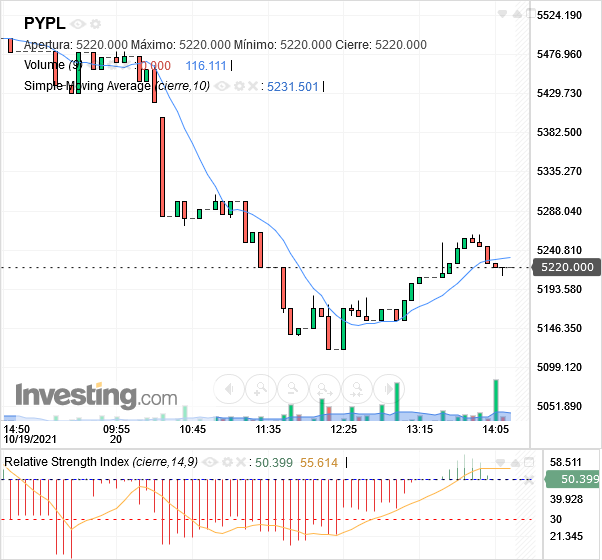 PYPL
Apertura: 5220.000 Máximo: 5220.000 Mínimo: 5220.000 Cierre: 5220.000
Volume (9) 116.111
Simple Moving Average (cierre,10) : 5231.501
5524.190
5476.960
5429.730
5382.500
5335.270
5288.040
5240.810
5220.000
5193.580
5146.350
5099.120
5051.890
Investing.com
14:50 09:55 10:45 11:35 12:25 13:15 14:05
10/19/2021 20
Relative Strength Index (cierre,14,9) : 50.399 55.614
58.511
50.399
39.928
30
21.345